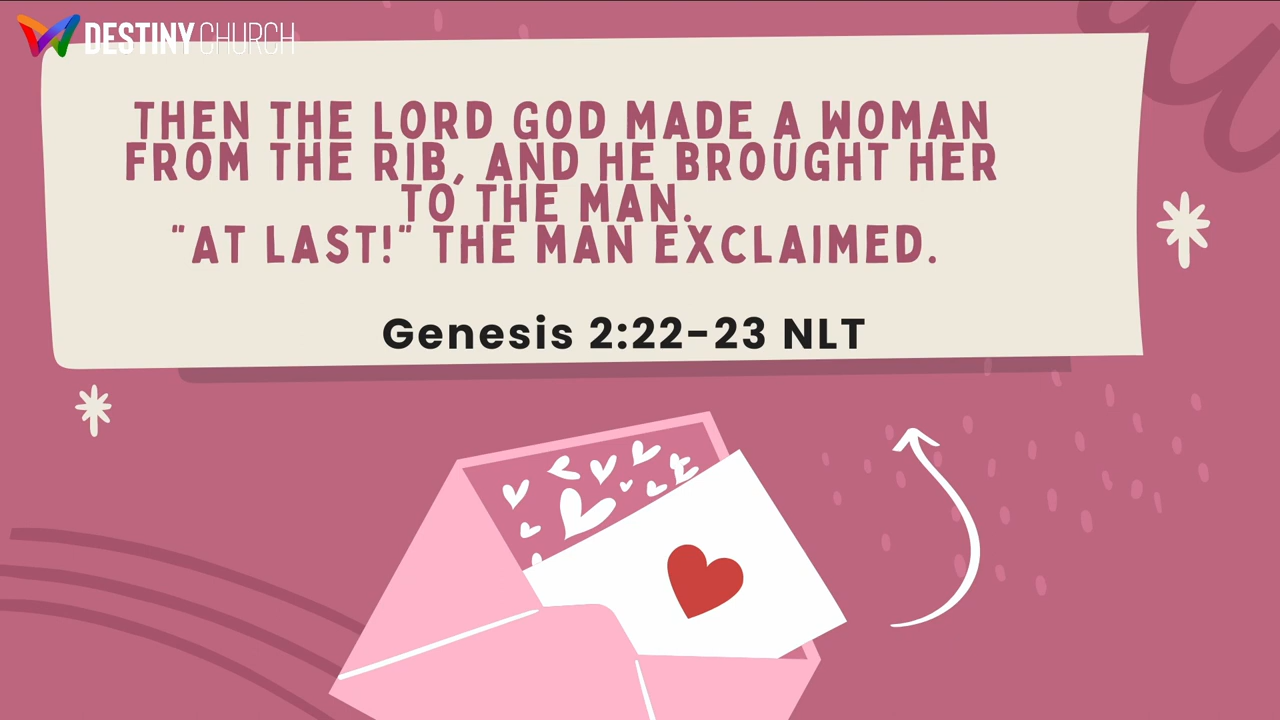 DESTINY CHURCH
THEN THE LORD GOD MADE A WOMAN
FROM THE RIB, AND HE BROUGHT HER
TO THE MAN.
"AT LAST!" THE MAN EXCLAIMED.
Genesis 2:22-23 NLT